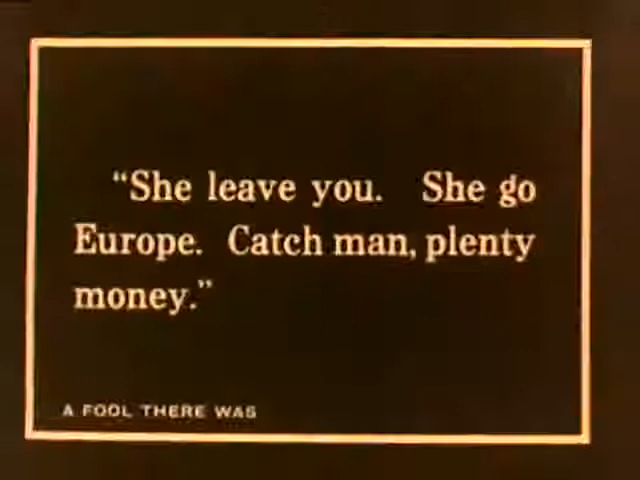 “She leave you. She go
Europe. Catch man, plenty
money.”
A FOOL THERE WAS